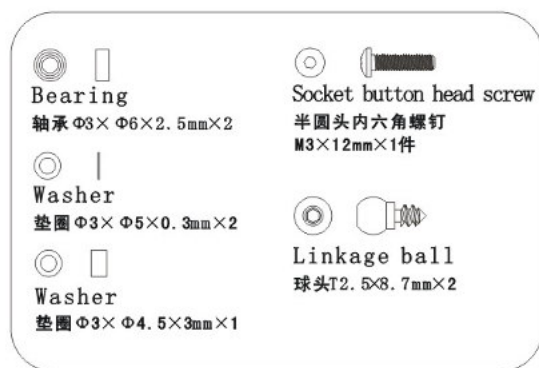 Bearing
轴承Φ3×Φ6×2.5mm×2
Washer
垫圈Φ3×Φ5×0.3mm×2
Washer
垫圈Φ3×Φ4.5×3mm×1
Socket button head screw
半圆头内六角螺钉
M3×12mm×1件
Linkage ball
球头T2.5×8.7mm×2